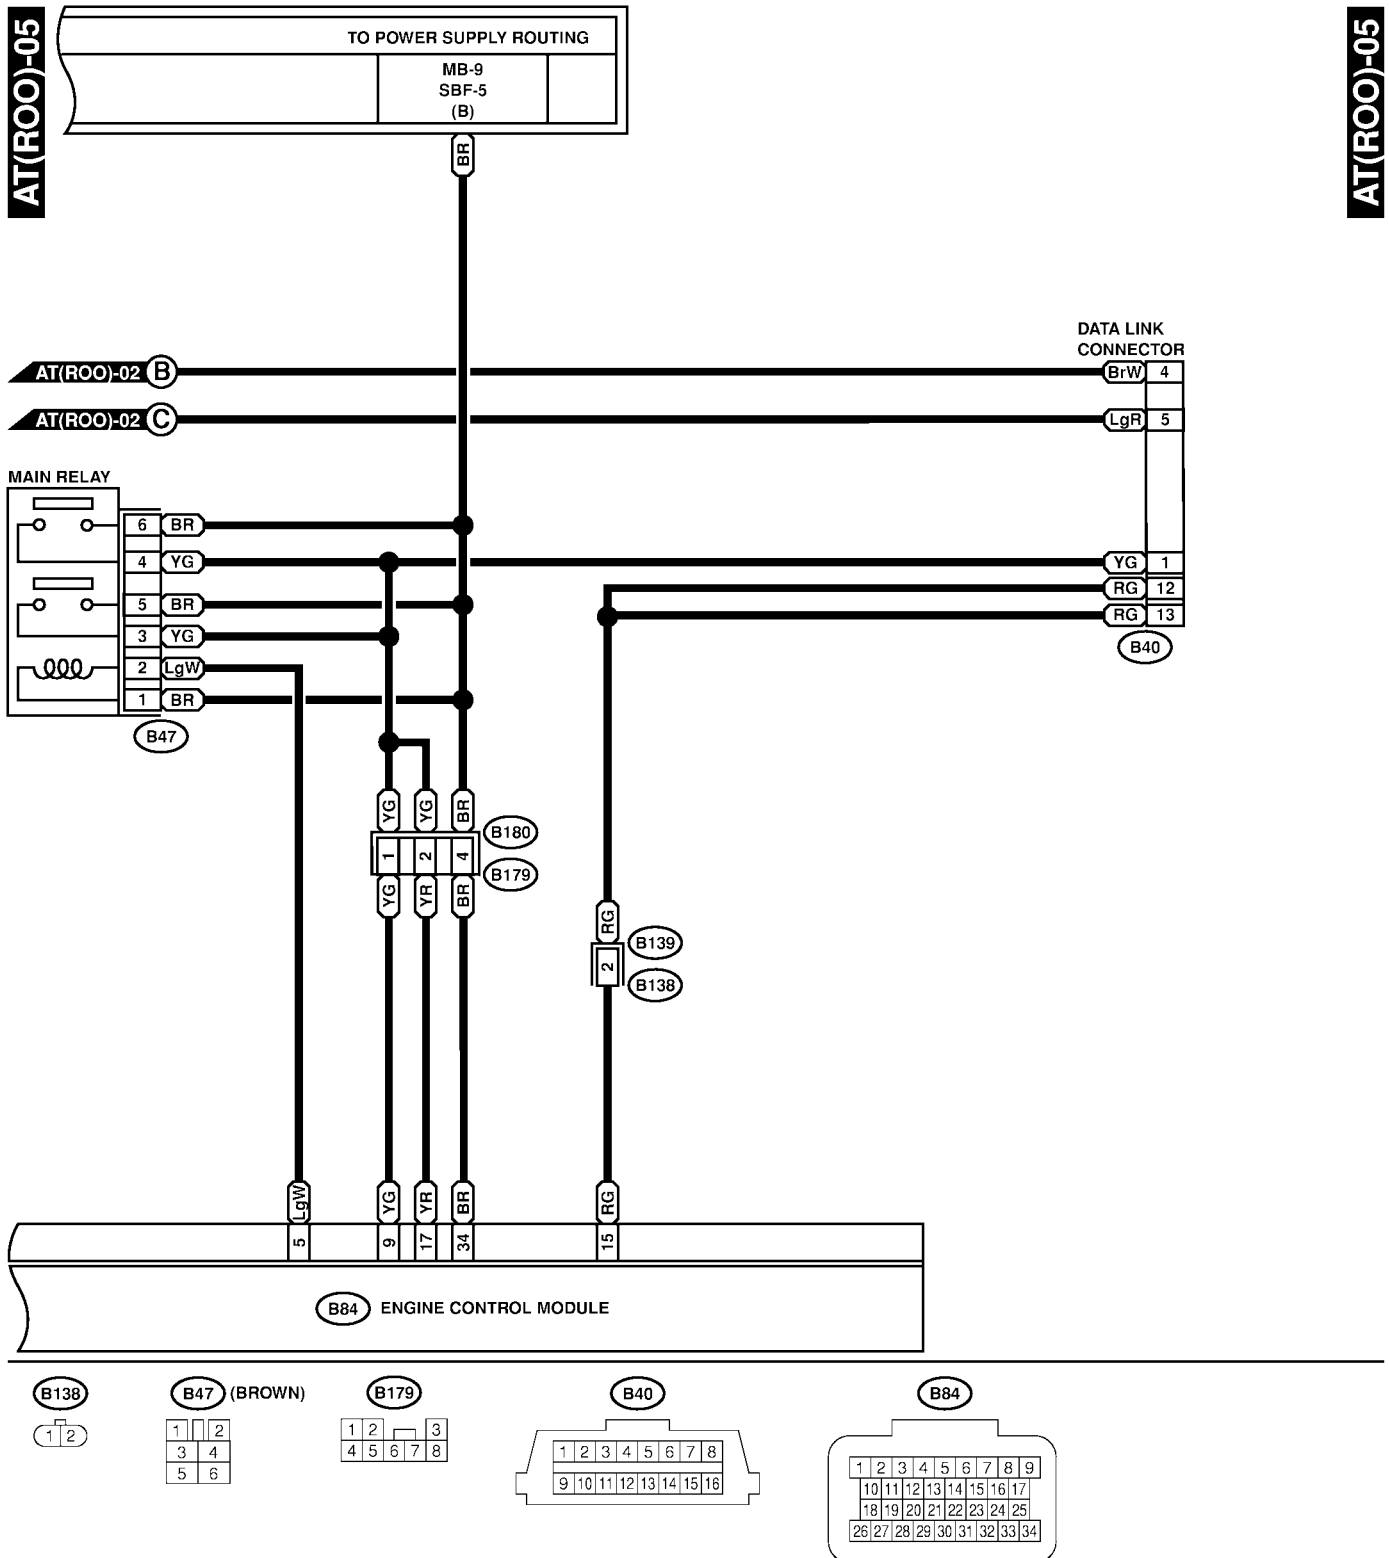 AT(ROO)-05
AT(ROO)-05
TO POWER SUPPLY ROUTING
MB-9
SBF-5
(B)
BR
DATA LINK
CONNECTOR
AT(ROO)-02 B
BrW 4
AT(ROO)-02 C
LgR 5
MAIN RELAY
6 BR
4 YG
YG 1
RG 12
5 BR
RG 13
3 YG
B40
2 LgW
1 BR
B47
YG YG BR
B180
1 2 4
B179
YG YR BR
RG
B139
2
B138
LgW YG YR BR RG
5 9 17 34 15
B84 ENGINE CONTROL MODULE
B138
B47 (BROWN)
B179
B40
B84
1 2
1 2
3 4
5 6
1 2 3
4 5 6 7 8
1 2 3 4 5 6 7 8
9 10 11 12 13 14 15 16
1 2 3 4 5 6 7 8 9
10 11 12 13 14 15 16 17
18 19 20 21 22 23 24 25
26 27 28 29 30 31 32 33 34